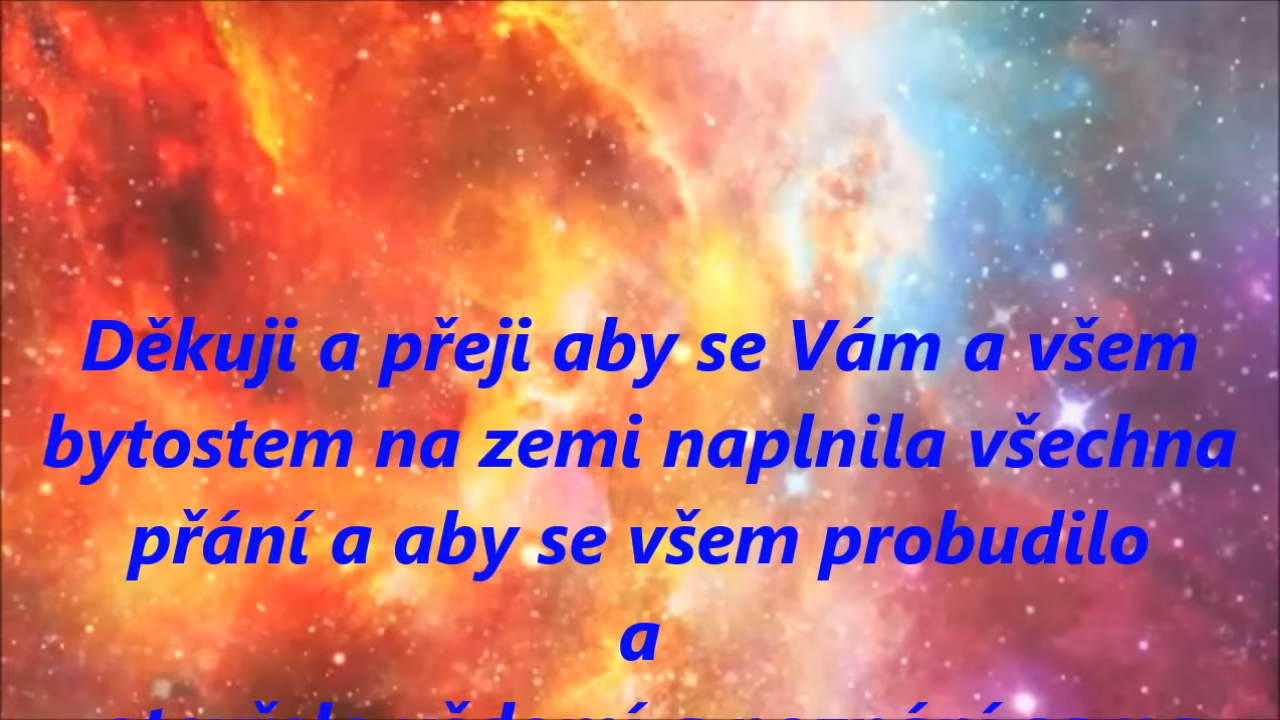 Děkuji a přeji aby se Vám a všem
bytostem na zemi naplnila všechna
přání a aby se všem probudilo
a